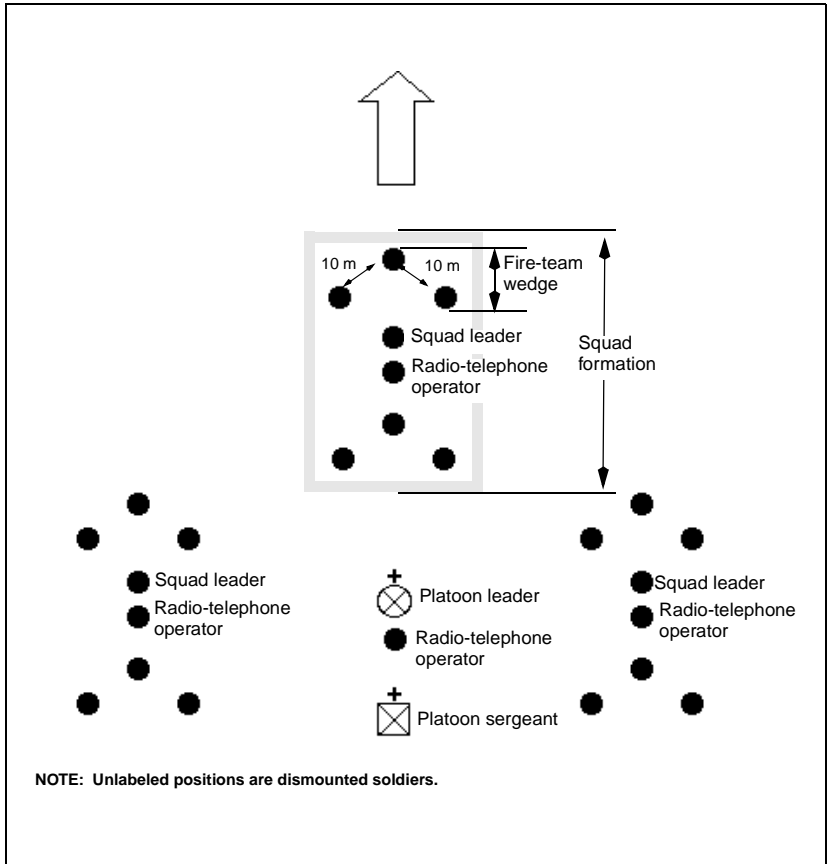 10 m
10 m
Fire-team
wedge
Squad leader
Radio-telephone
operator
Squad
formation
Squad leader
Radio-telephone
operator
Platoon leader
Radio-telephone
operator
Platoon sergeant
Squad leader
Radio-telephone
operator
NOTE: Unlabeled positions are dismounted soldiers.